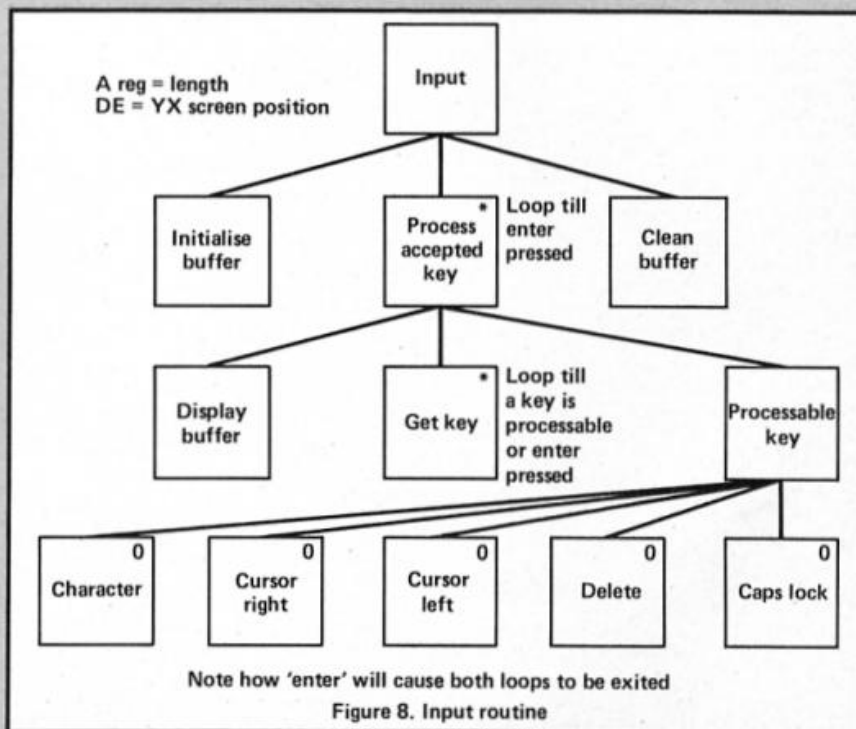 Input
A reg = length
DE = YX screen position
Initialise
buffer
*
Process
accepted
key
Loop till
enter
pressed
Clean
buffer
Display
buffer
*
Get key
Loop till
a key is
processable
or enter
pressed
Processable
key
0
Character
0
Cursor
right
0
Cursor
left
0
Delete
0
Caps lock
Note how 'enter' will cause both loops to be exited
Figure 8. Input routine